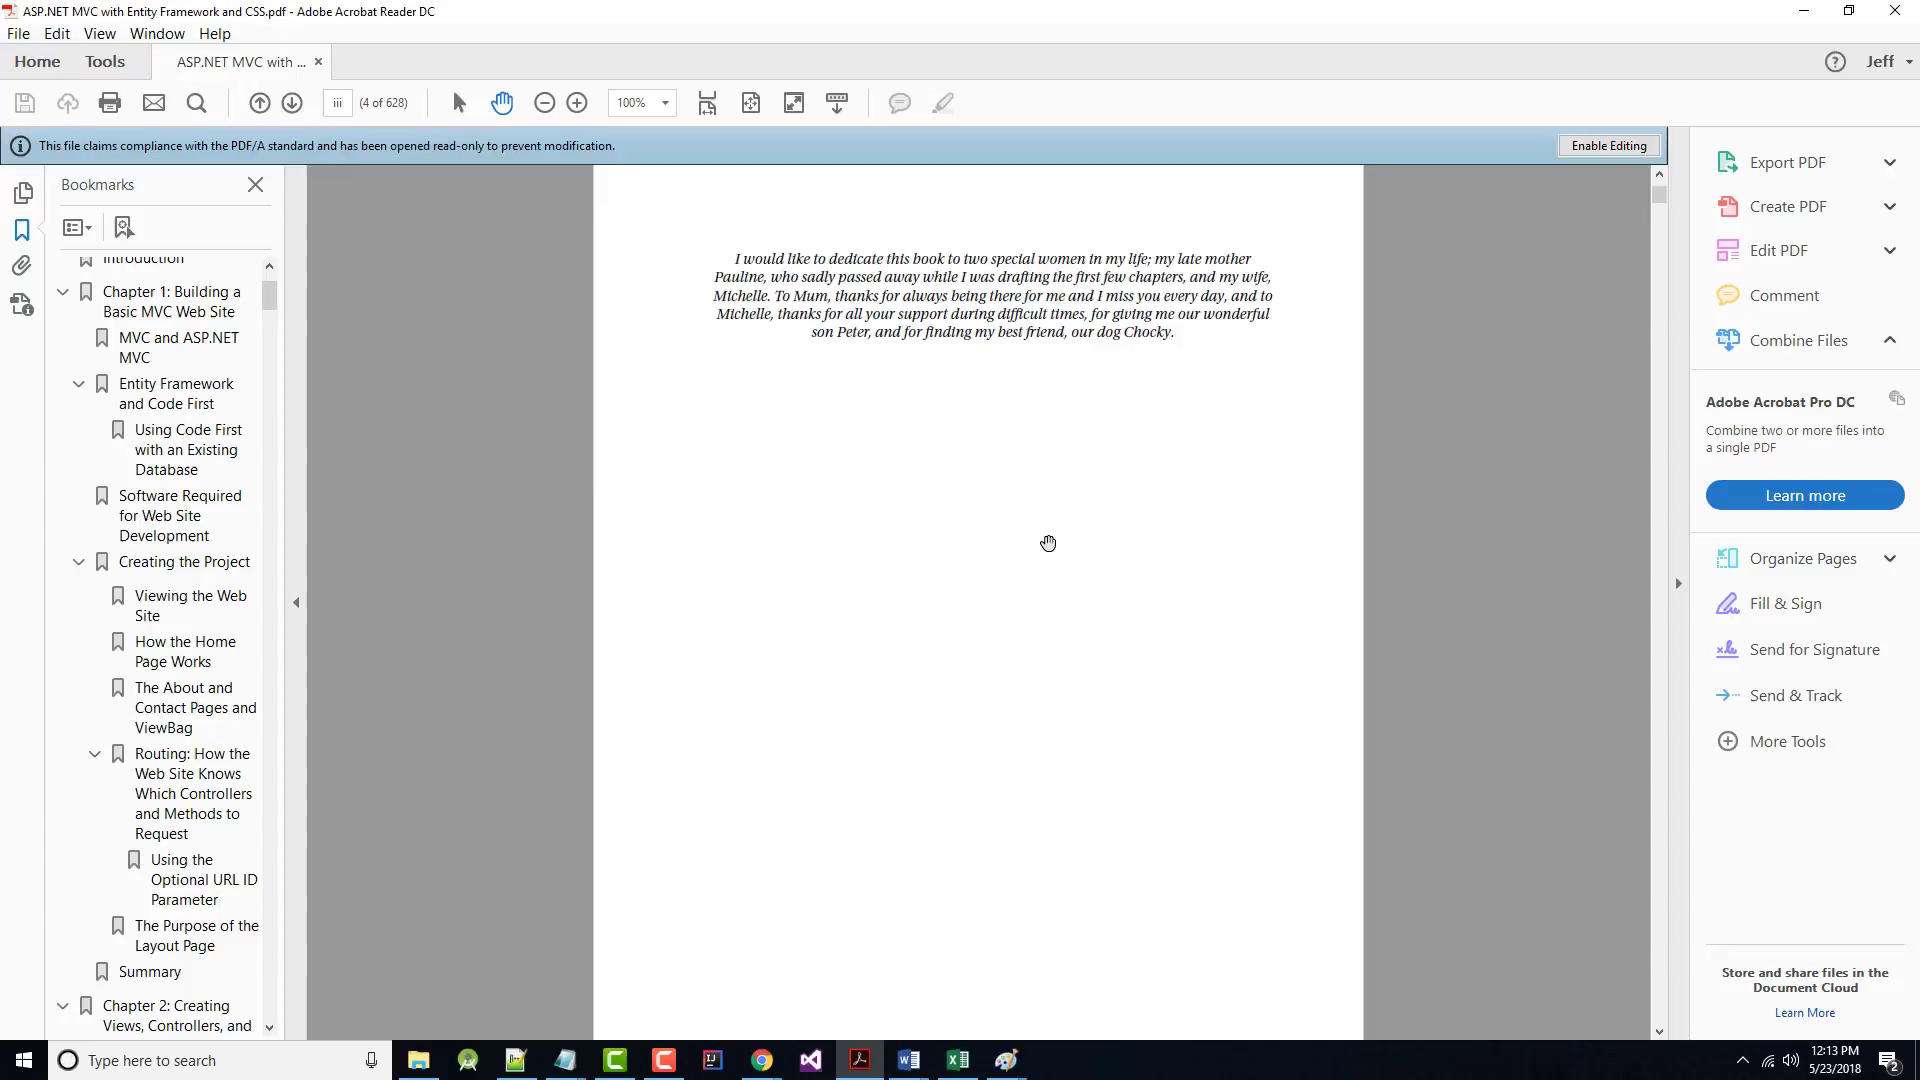 ASP.NET MVC with Entity Framework and CSS.pdf - Adobe Acrobat Reader DC
File Edit View Window Help
Home Tools ASP.NET MVC with ... ×
Jeff
iii (4 of 628) 100%
This file claims compliance with the PDF/A standard and has been opened read-only to prevent modification.
Enable Editing
Bookmarks
Introduction
Chapter 1: Building a
Basic MVC Web Site
MVC and ASP.NET
MVC
Entity Framework
and Code First
Using Code First
with an Existing
Database
Software Required
for Web Site
Development
Creating the Project
Viewing the Web
Site
How the Home
Page Works
The About and
Contact Pages and
ViewBag
Routing: How the
Web Site Knows
Which Controllers
and Methods to
Request
Using the
Optional URL ID
Parameter
The Purpose of the
Layout Page
Summary
Chapter 2: Creating
Views, Controllers, and
I would like to dedicate this book to two special women in my life; my late mother
Pauline, who sadly passed away while I was drafting the first few chapters, and my wife,
Michelle. To Mum, thanks for always being there for me and I miss you every day, and to
Michelle, thanks for all your support during difficult times, for giving me our wonderful
son Peter, and for finding my best friend, our dog Chocky.
Export PDF
Create PDF
Edit PDF
Comment
Combine Files
Adobe Acrobat Pro DC
Combine two or more files into
a single PDF
Learn more
Organize Pages
Fill & Sign
Send for Signature
Send & Track
More Tools
Store and share files in the
Document Cloud
Learn More
Type here to search
12:13 PM
5/23/2018
2